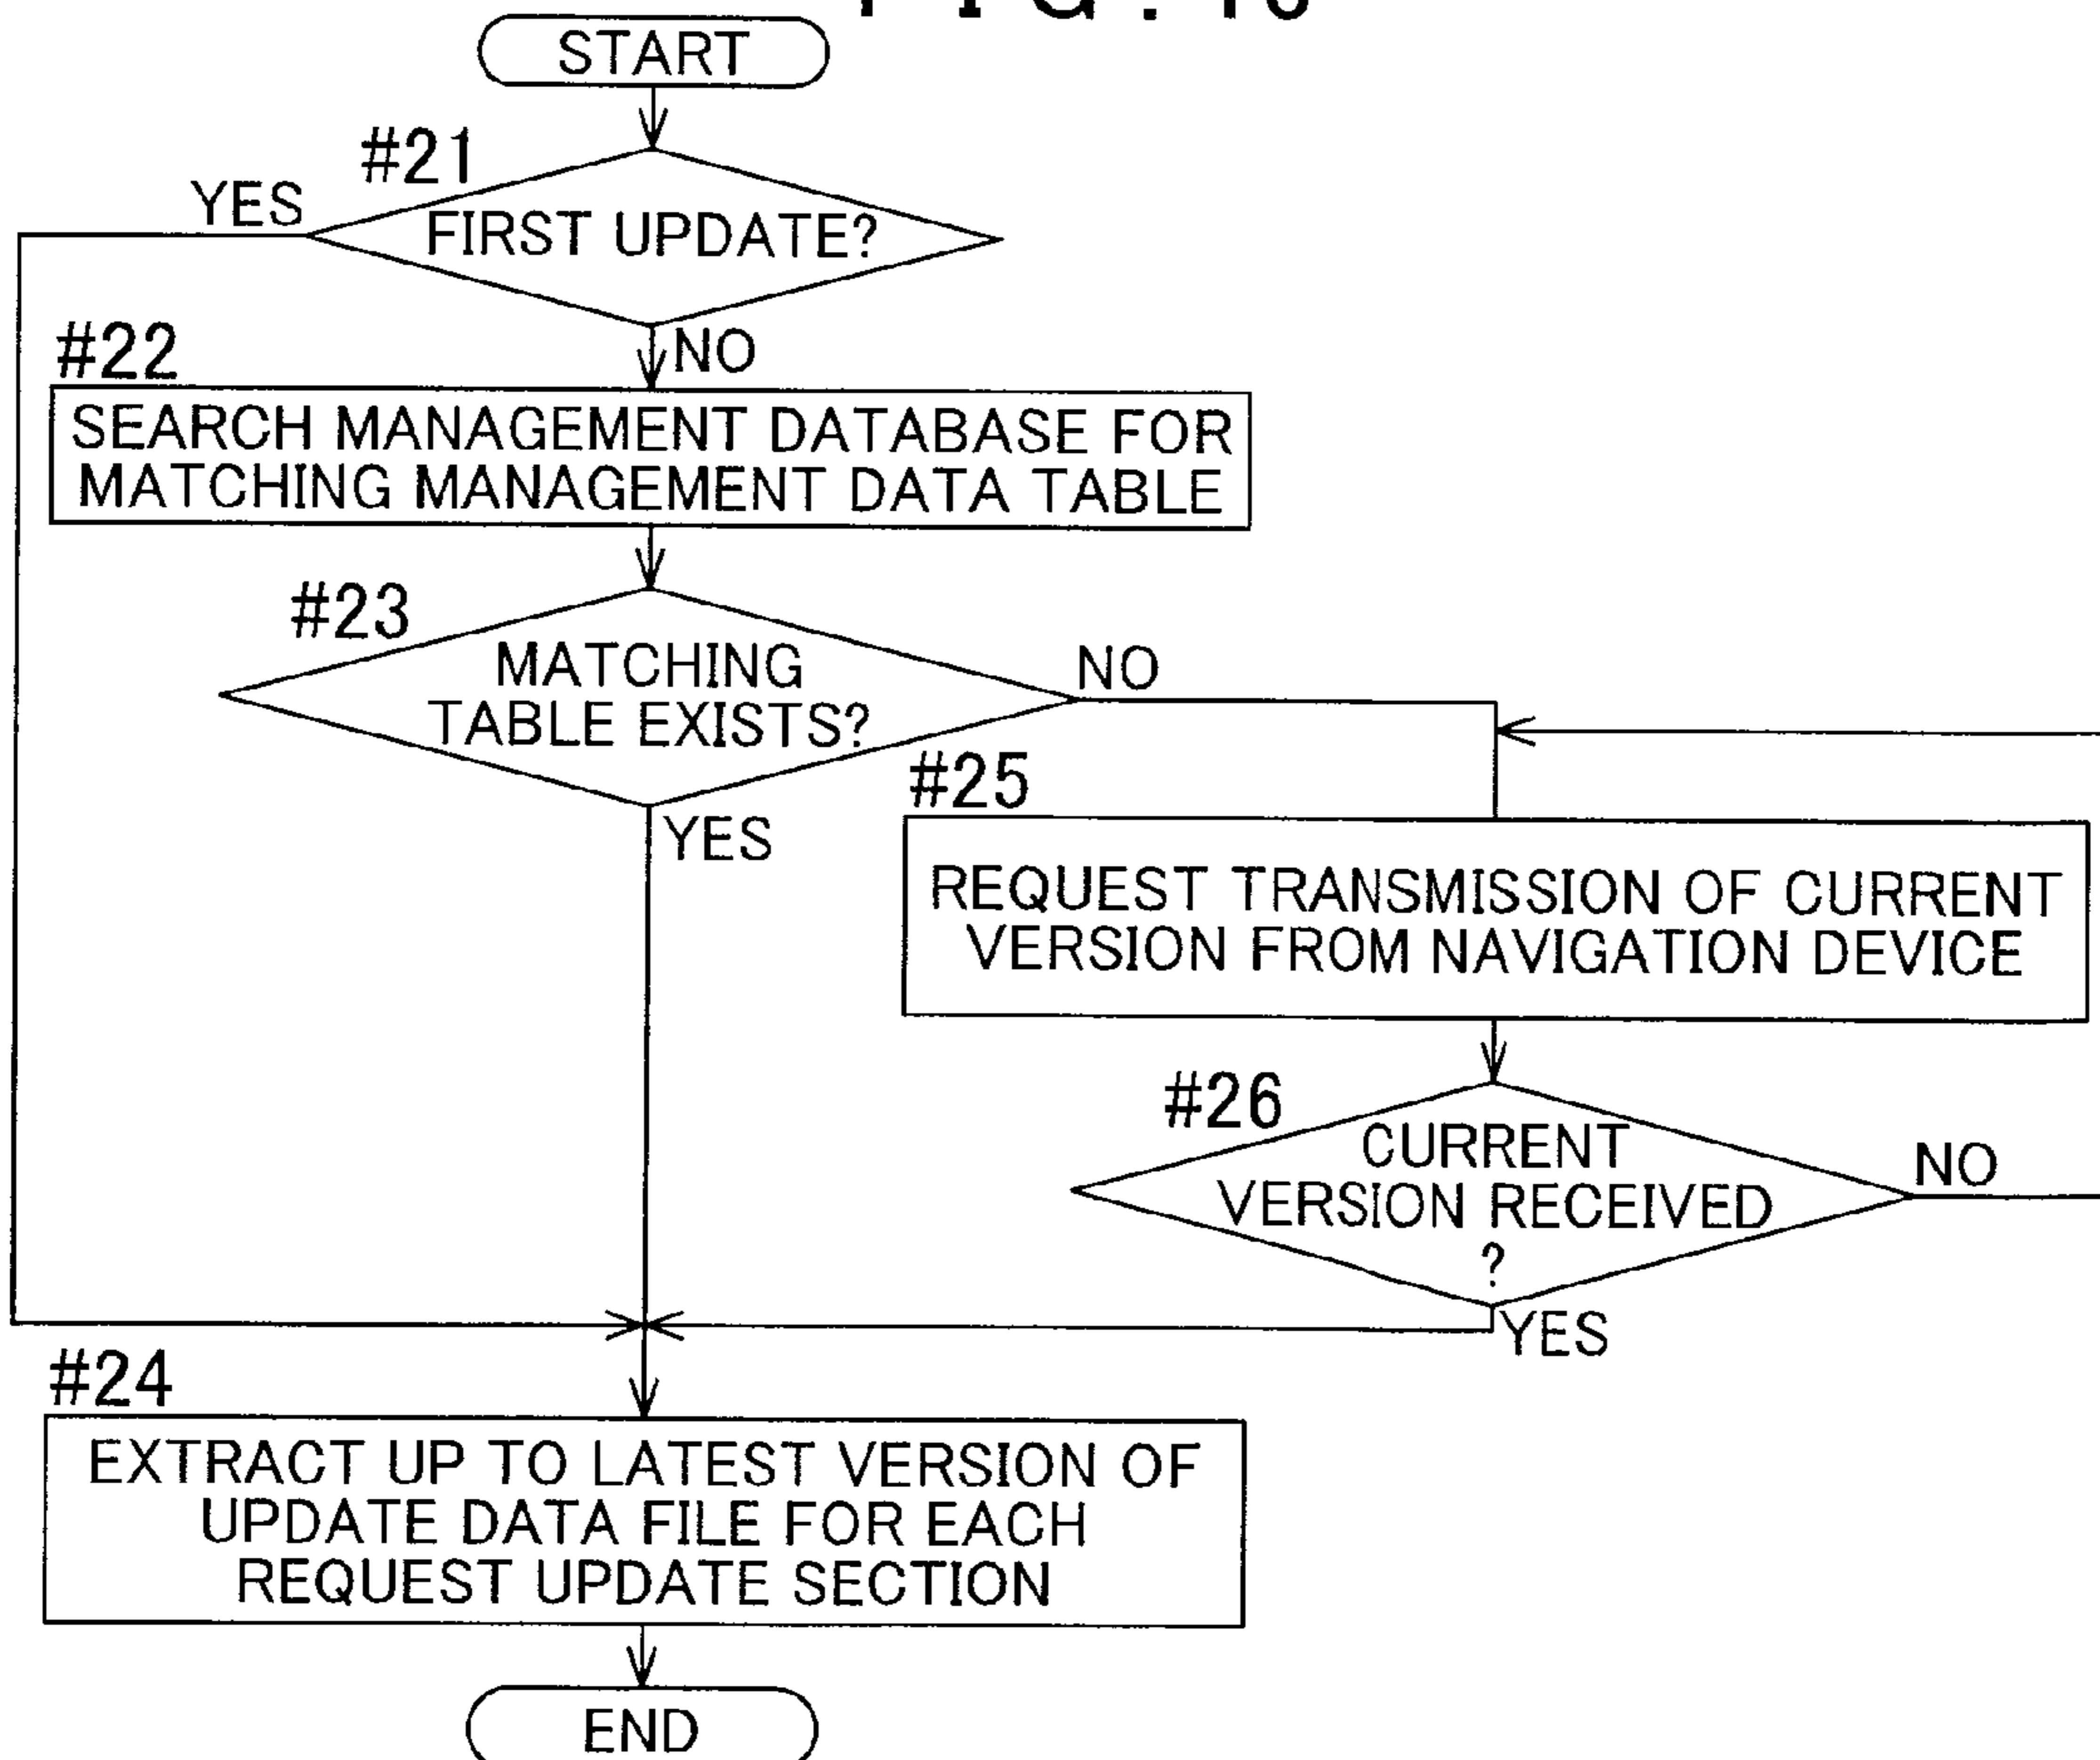 START
#21
YES
FIRST UPDATE?
NO
#22
SEARCH MANAGEMENT DATABASE FOR
MATCHING MANAGEMENT DATA TABLE
#23
MATCHING
TABLE EXISTS?
NO
YES
#25
REQUEST TRANSMISSION OF CURRENT
VERSION FROM NAVIGATION DEVICE
#26
CURRENT
VERSION RECEIVED
?
NO
YES
#24
EXTRACT UP TO LATEST VERSION OF
UPDATE DATA FILE FOR EACH
REQUEST UPDATE SECTION
END